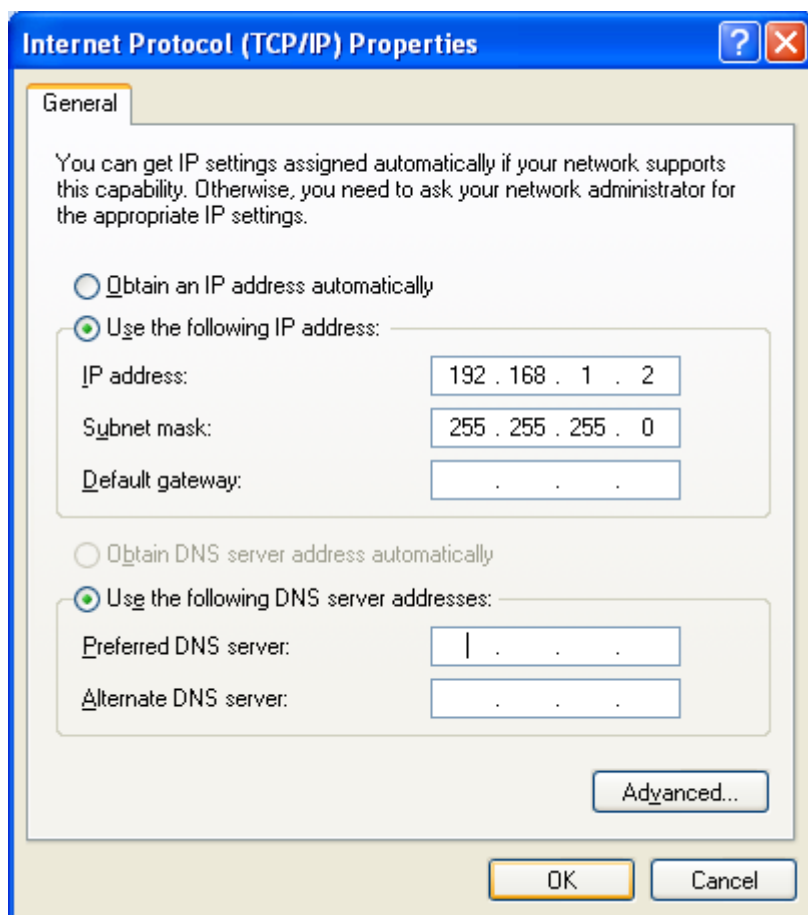 Internet Protocol (TCP/IP) Properties
General
You can get IP settings assigned automatically if your network supports
this capability. Otherwise, you need to ask your network administrator for
the appropriate IP settings.
Obtain an IP address automatically
Use the following IP address:
IP address: 192 . 168 . 1 . 2
Subnet mask: 255 . 255 . 255 . 0
Default gateway: . . .
Obtain DNS server address automatically
Use the following DNS server addresses:
Preferred DNS server: . . .
Alternate DNS server: . . .
Advanced...
OK Cancel